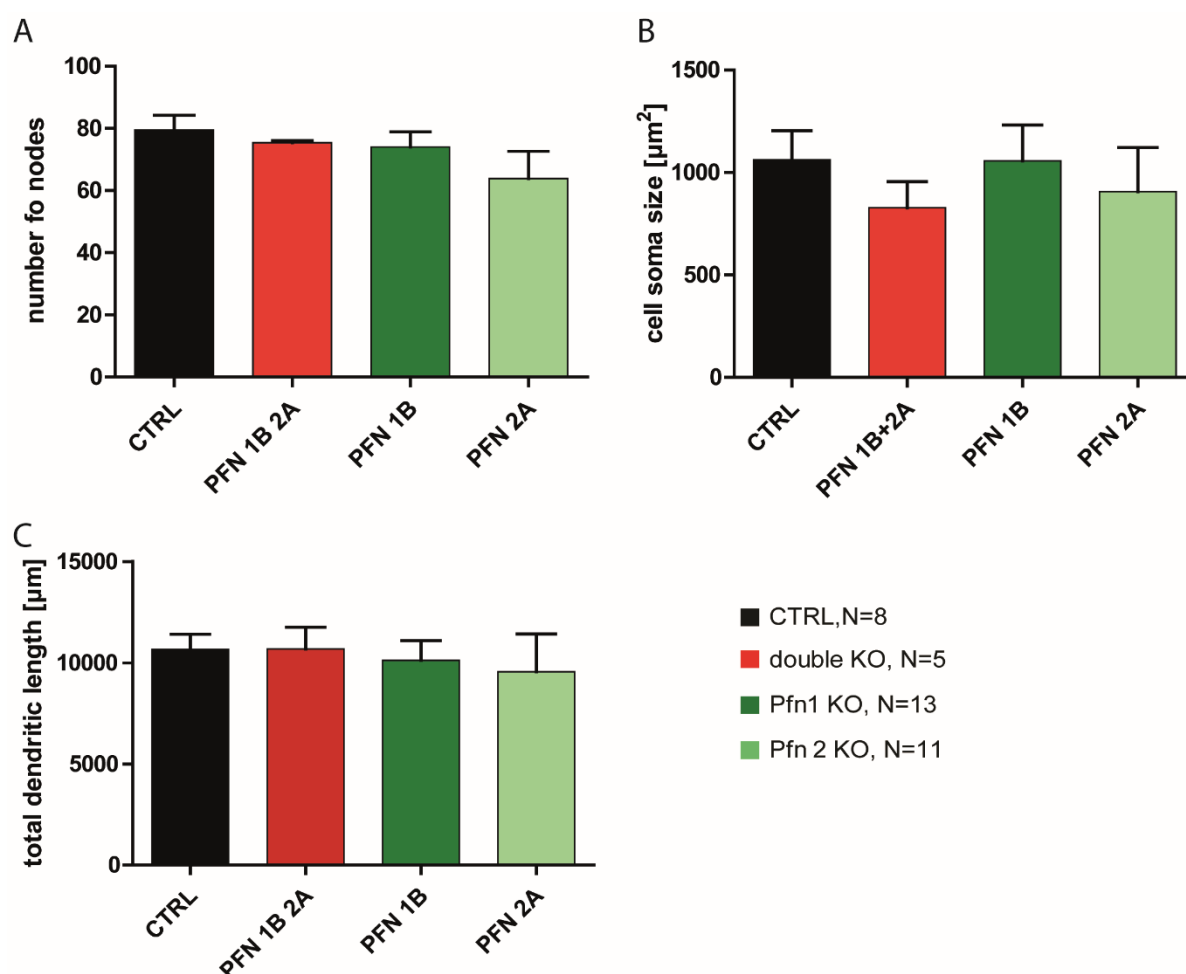 A
number fo nodes
100
80
60
40
20
0
CTRL
PFN 1B 2A
PFN 1B
PFN 2A
B
cell soma size [µm²]
1500
1000
500
0
CTRL
PFN 1B+2A
PFN 1B
PFN 2A
C
total dendritic length [µm]
15000
10000
5000
0
CTRL
PFN 1B 2A
PFN 1B
PFN 2A
CTRL,N=8
double KO, N=5
Pfn1 KO, N=13
Pfn 2 KO, N=11